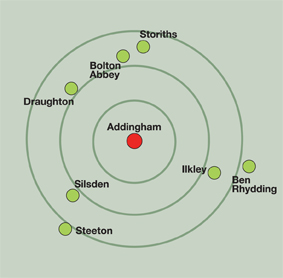 Storiths
Bolton
Abbey
Draughton
Addingham
Ilkley
Ben
Rhydding
Silsden
Steeton